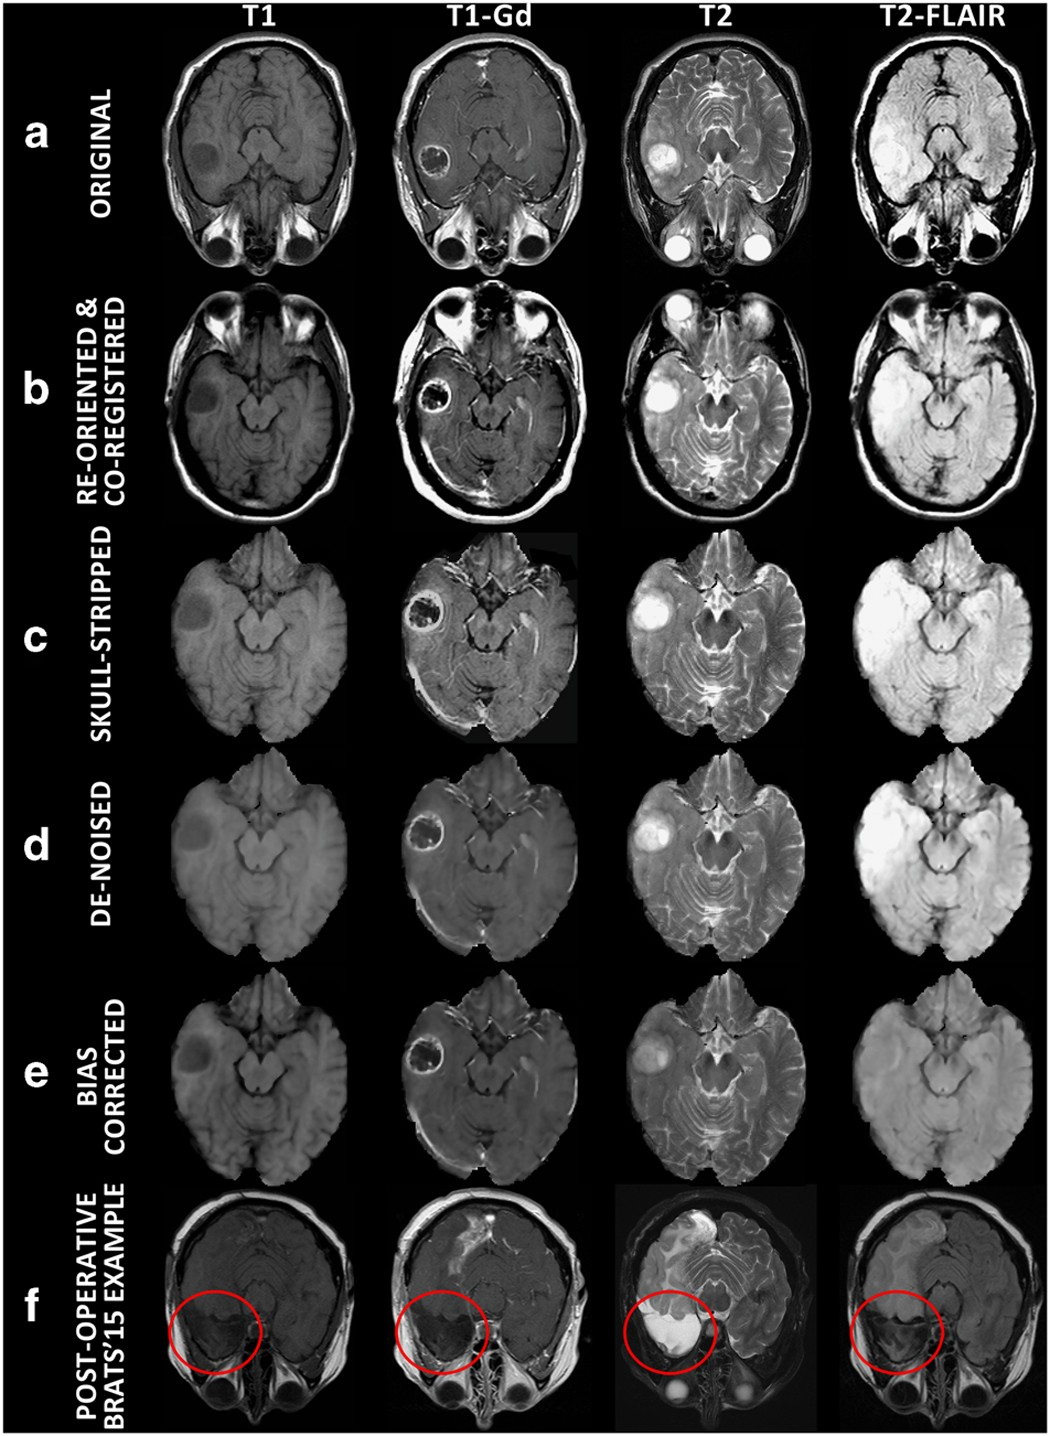 T1 T1-Gd T2 T2-FLAIR
a
ORIGINAL
b
RE-ORIENTED &
CO-REGISTERED
c
SKULL-STRIPPED
d
DE-NOISED
e
BIAS
CORRECTED
f
POST-OPERATIVE
BRATS'15 EXAMPLE